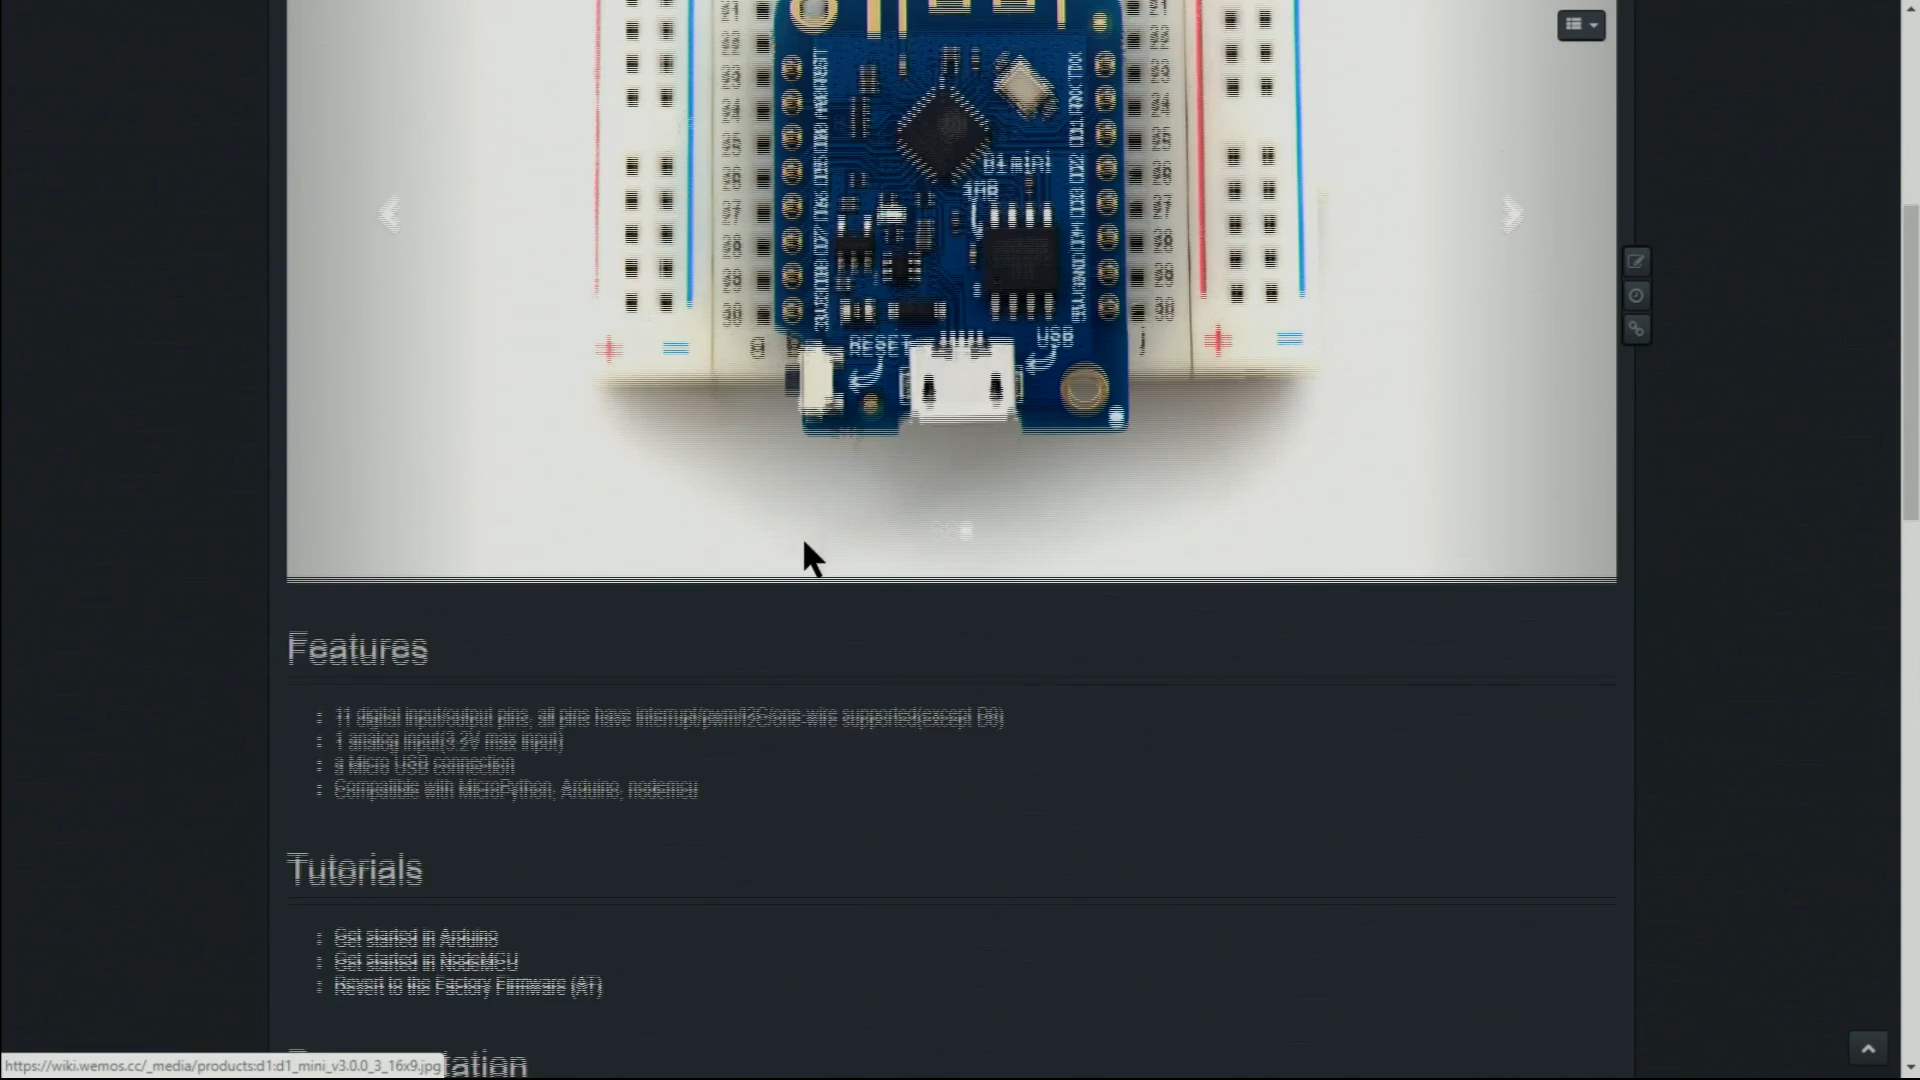 D1 mini
4MB
RESET
USB
Features
11 digital input/output pins, all pins have interrupt/pwm/I2C/one-wire supported(except D0)
1 analog input(3.2V max input)
a Micro USB connection
Compatible with MicroPython, Arduino, nodemcu
Tutorials
Get started in Arduino
Get started in NodeMCU
Revert to the Factory Firmware (AT)
https://wiki.wemos.cc/_media/products:d1:d1_mini_v3.0.0_3_16x9.jpg